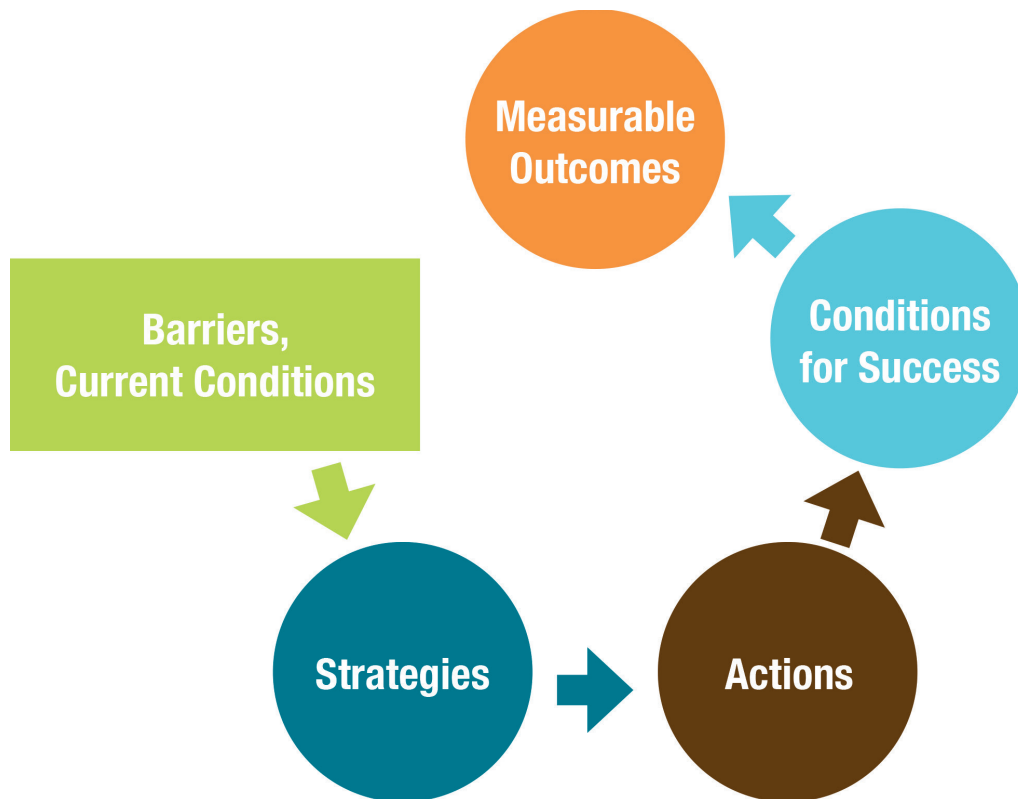 Measurable
Outcomes
Conditions
for Success
Barriers,
Current Conditions
Strategies
Actions